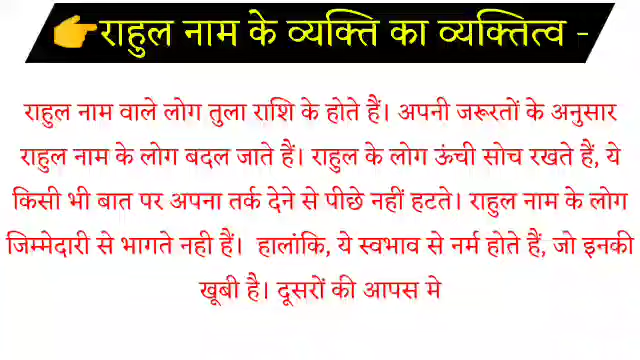 👉राहुल नाम के व्यक्ति का व्यक्तित्व -
राहुल नाम वाले लोग तुला राशि के होते हैं। अपनी जरूरतों के अनुसार
राहुल नाम के लोग बदल जाते हैं। राहुल के लोग ऊंची सोच रखते हैं, ये
किसी भी बात पर अपना तर्क देने से पीछे नहीं हटते। राहुल नाम के लोग
जिम्मेदारी से भागते नही हैं।  हालांकि, ये स्वभाव से नर्म होते हैं, जो इनकी
खूबी है। दूसरों की आपस मे